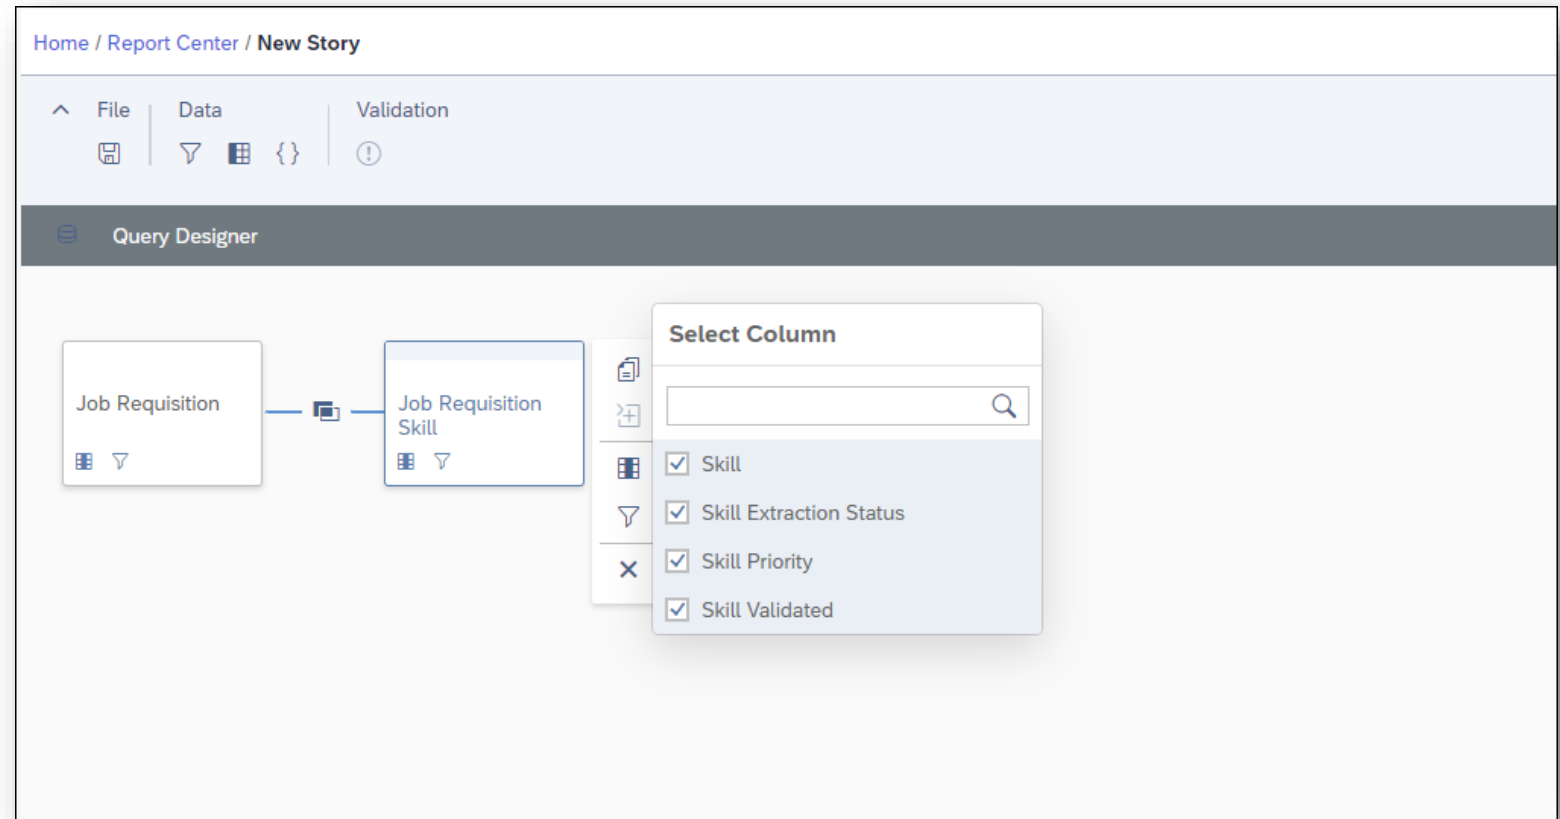 Home / Report Center / New Story
File Data Validation
Query Designer
Job Requisition
Job Requisition
Skill
Select Column
Skill
Skill Extraction Status
Skill Priority
Skill Validated